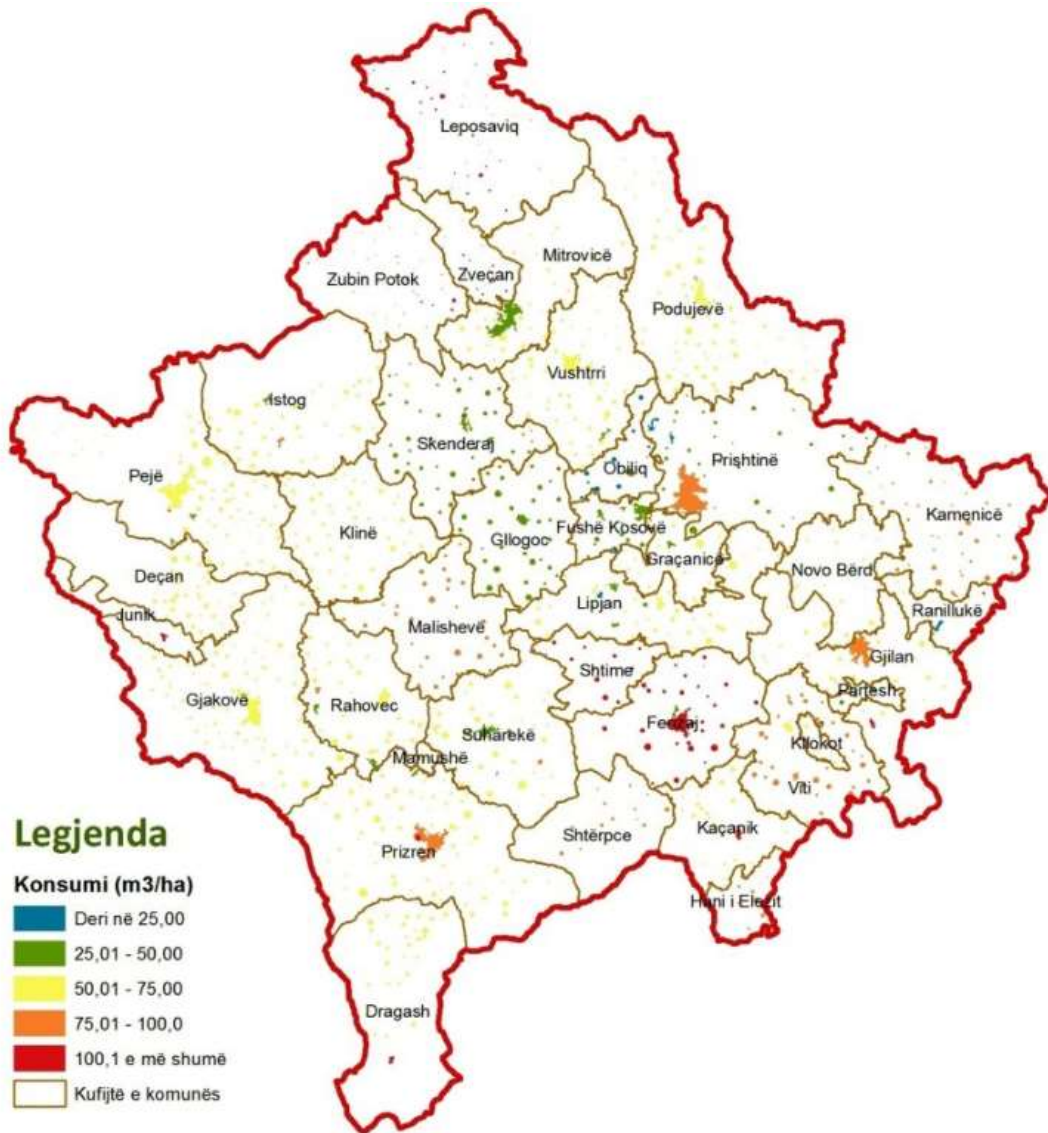 Leposaviq
Mitrovicë
Zveçan
Zubin Potok
Podujevë
Vushtrri
Istog
Skenderaj
Obiliq
Prishtinë
Pejë
Kamenicë
Klinë
Fushë Kosovë
Gllogoc
Graçanicë
Novo Bërd
Deçan
Lipjan
Ranillukë
Junik
Malishevë
Gjilan
Shtime
Partesh
Gjakovë
Rahovec
Ferizaj
Suharekë
Kllokot
Mamushë
Viti
Shtërpce
Kaçanik
Prizren
Hani i Elezit
Dragash
Legjenda
Konsumi (m3/ha)
Deri në 25,00
25,01 - 50,00
50,01 - 75,00
75,01 - 100,0
100,1 e më shumë
Kufijtë e komunës